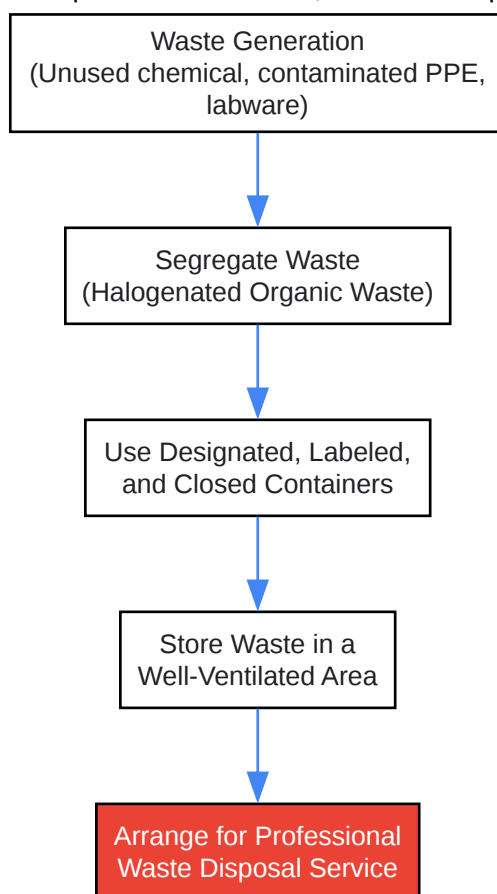 Waste Generation
(Unused chemical, contaminated PPE,
labware)
Segregate Waste
(Halogenated Organic Waste)
Use Designated, Labeled,
and Closed Containers
Store Waste in a
Well-Ventilated Area
Arrange for Professional
Waste Disposal Service